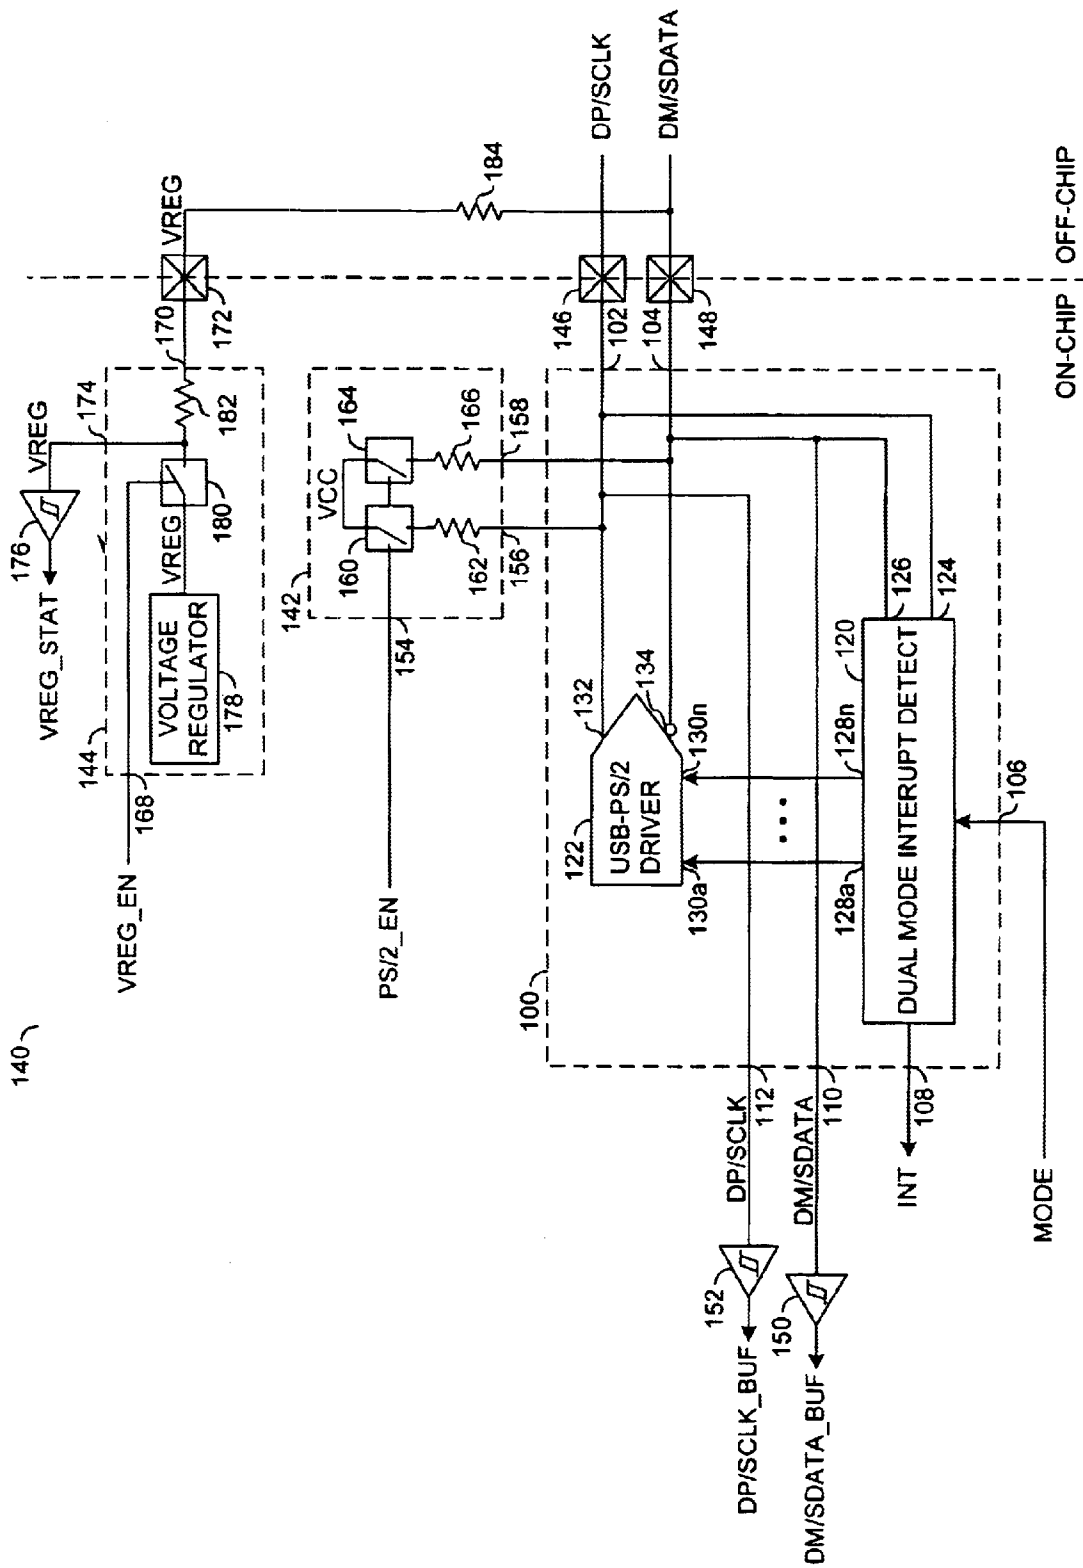 140
VREG_EN
168
144
VREG_STAT
176
VREG
174
VOLTAGE
REGULATOR
178
VREG
180
182
170
172
VREG
184
PS/2_EN
154
142
VCC
160
164
162
166
156
158
100
122
USB-PS/2
DRIVER
132
134
130a
130n
128a
128n
120
DUAL MODE INTERUPT DETECT
126
124
106
146
102
104
148
DP/SCLK
DM/SDATA
DP/SCLK
112
DM/SDATA
110
108
INT
MODE
152
150
DP/SCLK_BUF
DM/SDATA_BUF
ON-CHIP
OFF-CHIP